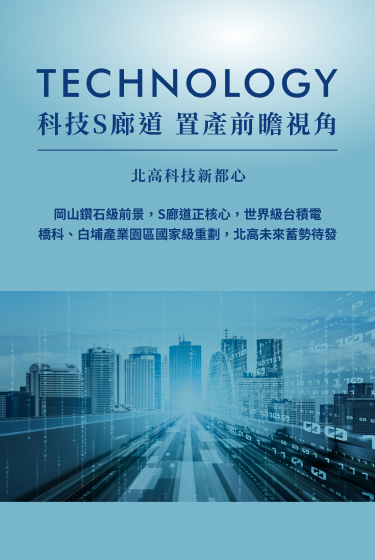 TECHNOLOGY
科技S廊道 置產前瞻視角
北高科技新都心
岡山鑽石級前景，S廊道正核心，世界級台積電
橋科、白埔產業園區國家級重劃，北高未來蓄勢待發